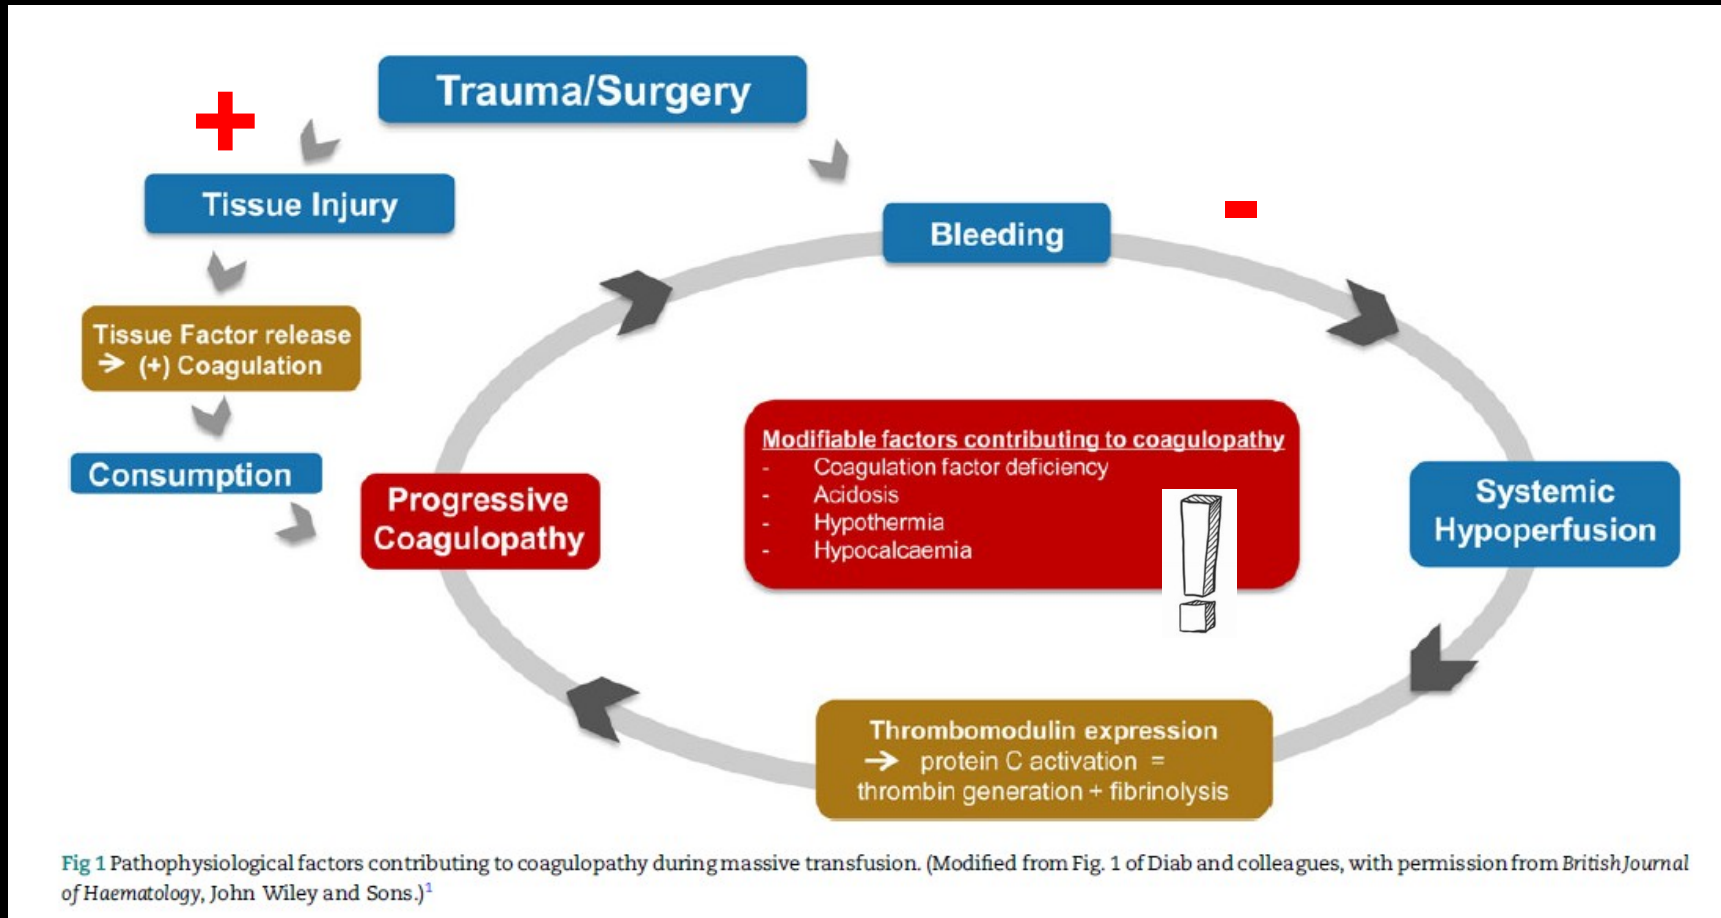 Trauma/Surgery
+
Tissue Injury
-
Bleeding
Tissue Factor release
→ (+) Coagulation
Consumption
Progressive
Coagulopathy
Modifiable factors contributing to coagulopathy
- Coagulation factor deficiency
- Acidosis
- Hypothermia
- Hypocalcaemia
!
Systemic
Hypoperfusion
Thrombomodulin expression
→ protein C activation =
thrombin generation + fibrinolysis
Fig 1 Pathophysiological factors contributing to coagulopathy during massive transfusion. (Modified from Fig. 1 of Diab and colleagues, with permission from British Journal
of Haematology, John Wiley and Sons.)1